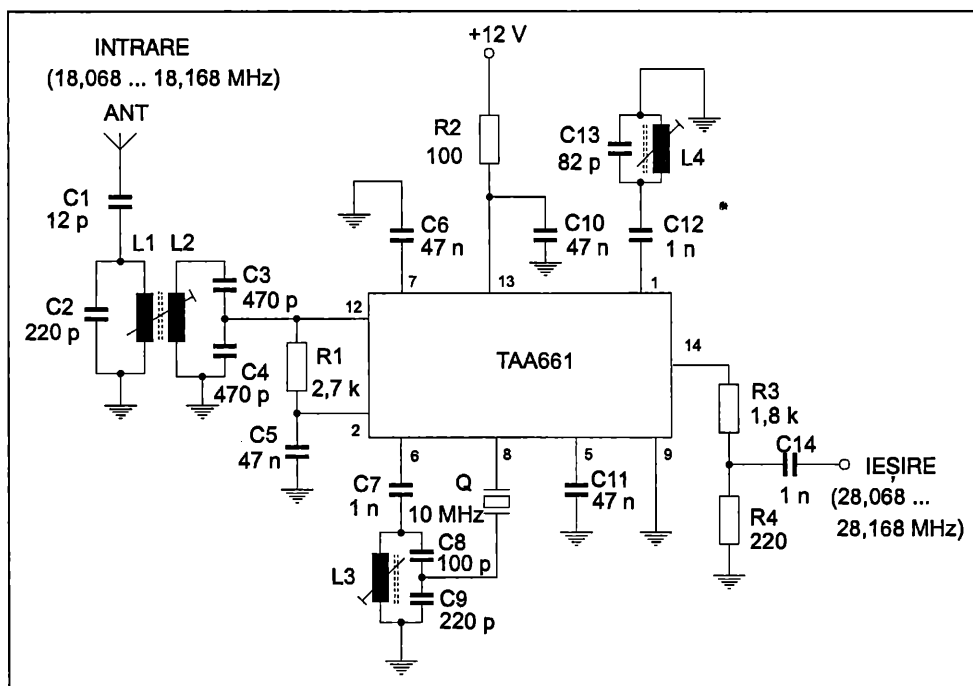 INTRARE
(18,068 ... 18,168 MHz)
ANT
+12 V
R2
100
C13
82 p
L4
C1
12 p
C6
47 n
C10
47 n
C12
1 n
L1
L2
C2
220 p
C3
470 p
C4
470 p
7
13
1
12
R1
2,7 k
TAA661
14
R3
1,8 k
2
C5
47 n
6
8
5
9
C7
1 n
Q
10 MHz
C11
47 n
C14
1 n
IEȘIRE
(28,068 ...
28,168 MHz)
L3
C8
100 p
C9
220 p
R4
220